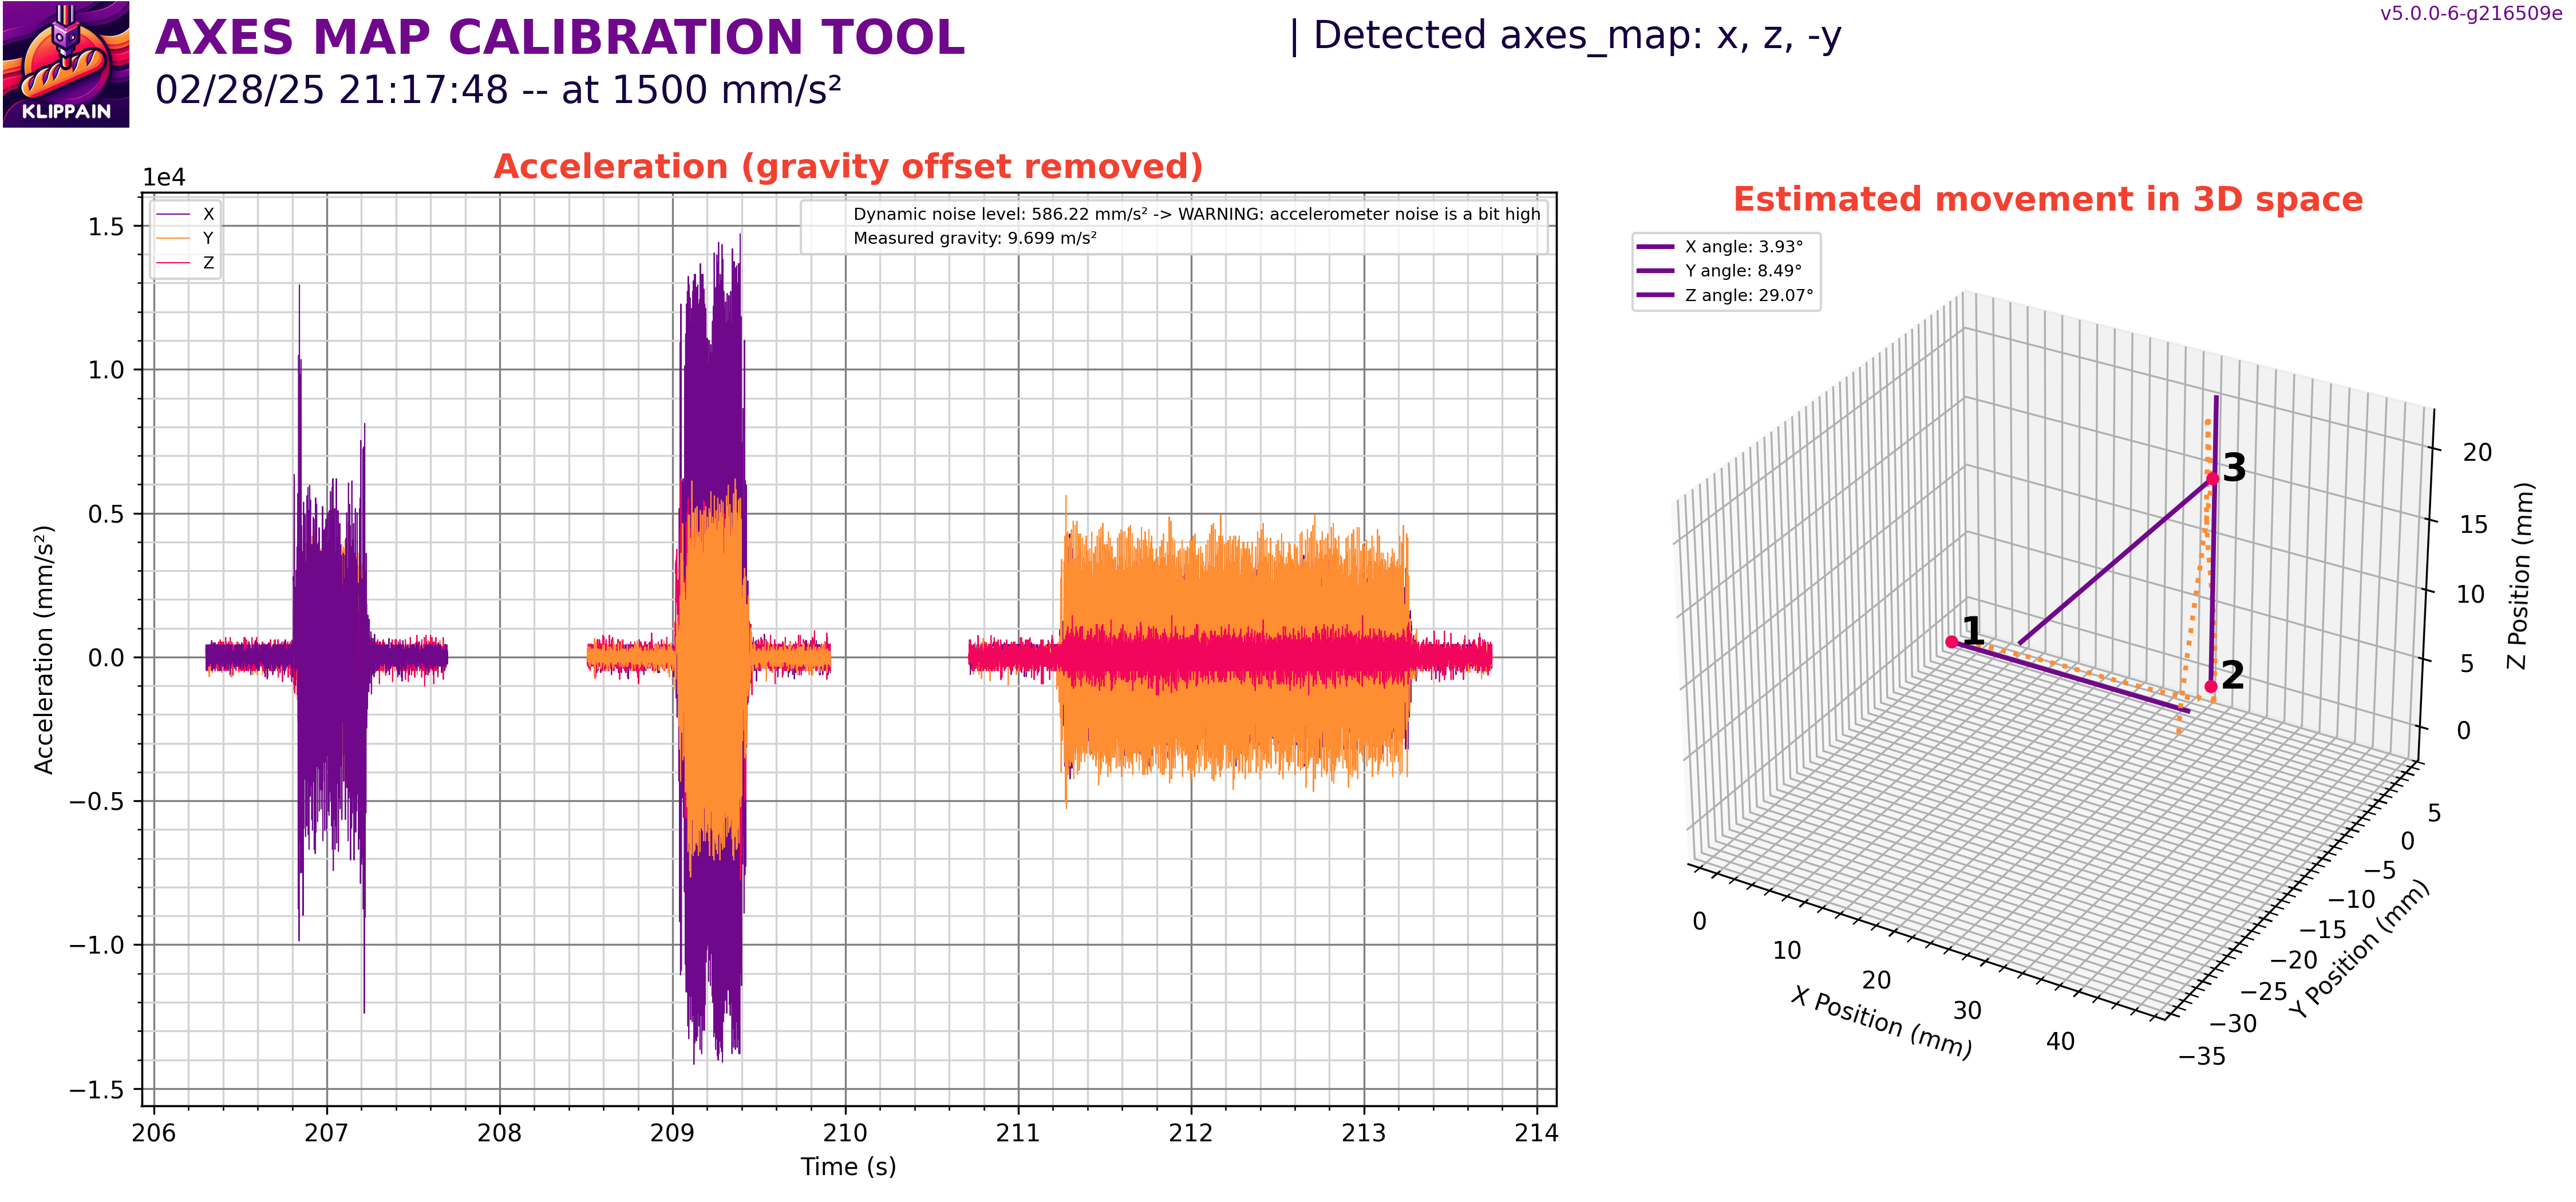 AXES MAP CALIBRATION TOOL
| Detected axes_map: x, z, -y
v5.0.0-6-g216509e
02/28/25 21:17:48 -- at 1500 mm/s²
KLIPPAIN
Acceleration (gravity offset removed)
1e4
X
Y
Z
Dynamic noise level: 586.22 mm/s² -> WARNING: accelerometer noise is a bit high
Measured gravity: 9.699 m/s²
1.5
1.0
0.5
0.0
−0.5
−1.0
−1.5
Acceleration (mm/s²)
206 207 208 209 210 211 212 213 214
Time (s)
Estimated movement in 3D space
X angle: 3.93°
Y angle: 8.49°
Z angle: 29.07°
1
2
3
0 10 20 30 40
X Position (mm)
−35 −30 −25 −20 −15 −10 −5 0 5
Y Position (mm)
0 5 10 15 20
Z Position (mm)